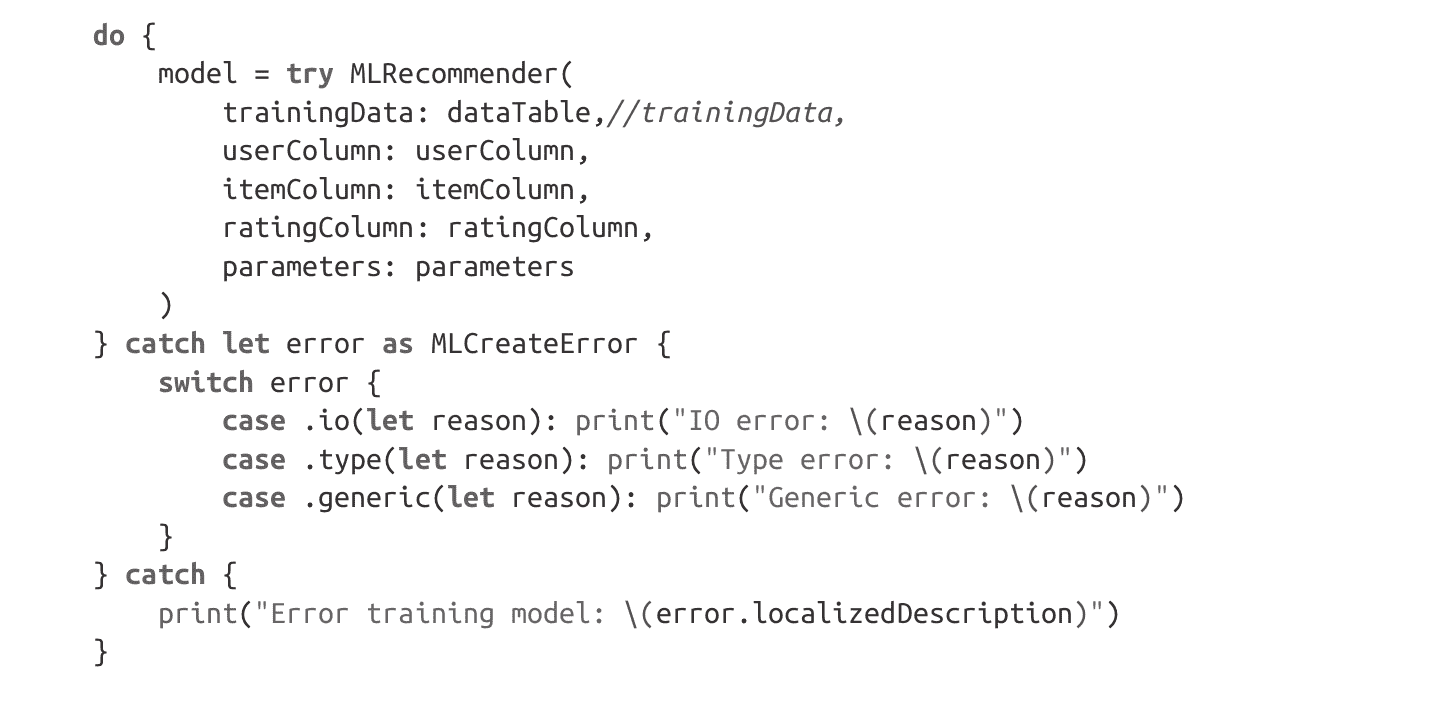 do {
    model = try MLRecommender(
        trainingData: dataTable,//trainingData,
        userColumn: userColumn,
        itemColumn: itemColumn,
        ratingColumn: ratingColumn,
        parameters: parameters
    )
} catch let error as MLCreateError {
    switch error {
        case .io(let reason): print("IO error: \(reason)")
        case .type(let reason): print("Type error: \(reason)")
        case .generic(let reason): print("Generic error: \(reason)")
    }
} catch {
    print("Error training model: \(error.localizedDescription)")
}